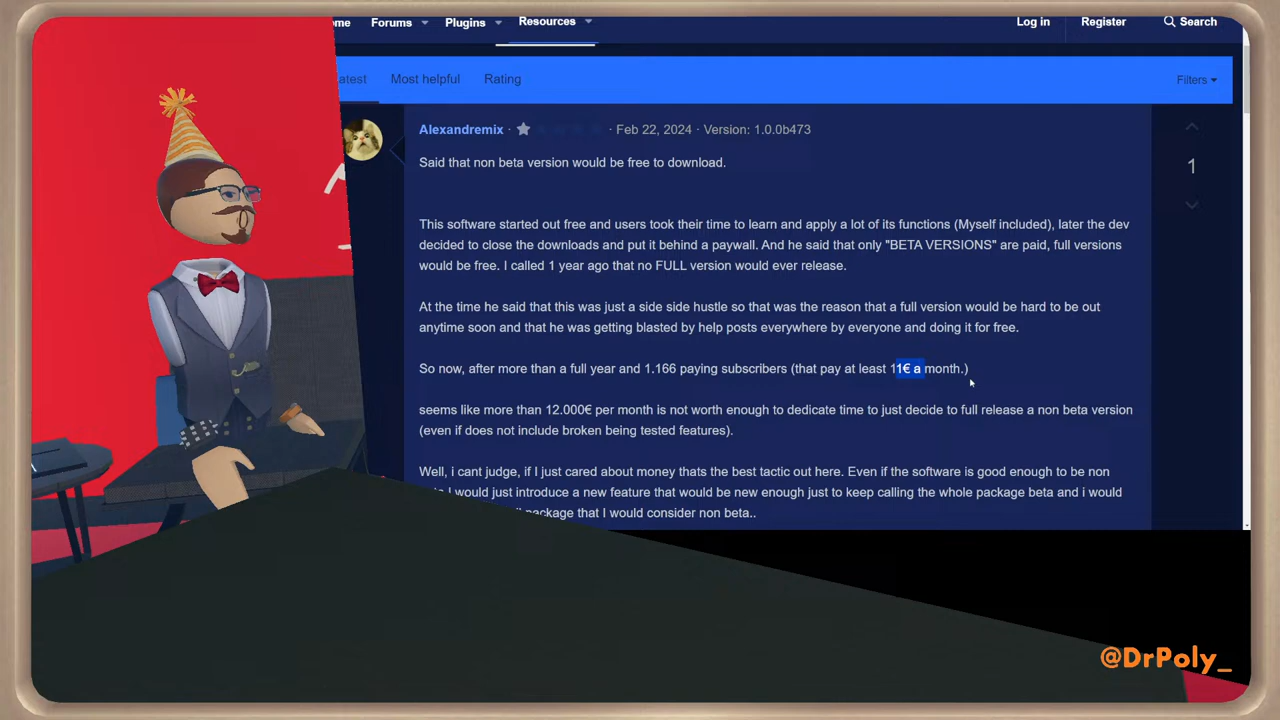 ome Forums Plugins Resources Log in Register Search
atest Most helpful Rating Filters
Alexandremix · Feb 22, 2024 · Version: 1.0.0b473
Said that non beta version would be free to download.
1
This software started out free and users took their time to learn and apply a lot of its functions (Myself included), later the dev
decided to close the downloads and put it behind a paywall. And he said that only "BETA VERSIONS" are paid, full versions
would be free. I called 1 year ago that no FULL version would ever release.
At the time he said that this was just a side side hustle so that was the reason that a full version would be hard to be out
anytime soon and that he was getting blasted by help posts everywhere by everyone and doing it for free.
So now, after more than a full year and 1.166 paying subscribers (that pay at least 11€ a month.)
seems like more than 12.000€ per month is not worth enough to dedicate time to just decide to full release a non beta version
(even if does not include broken being tested features).
Well, i cant judge, if I just cared about money thats the best tactic out here. Even if the software is good enough to be non
I would just introduce a new feature that would be new enough just to keep calling the whole package beta and i would
package that I would consider non beta..
@DrPoly_